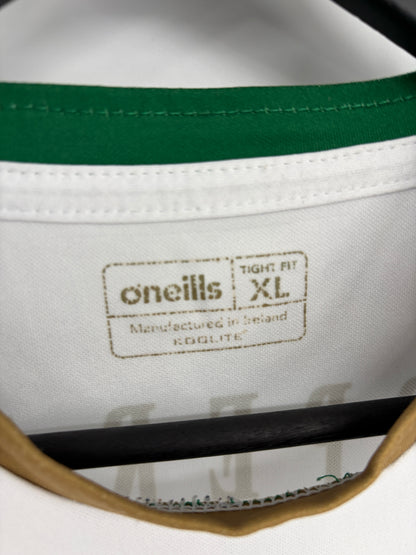 oneills
TIGHT FIT
XL
Manufactured in Ireland
KOOLITE